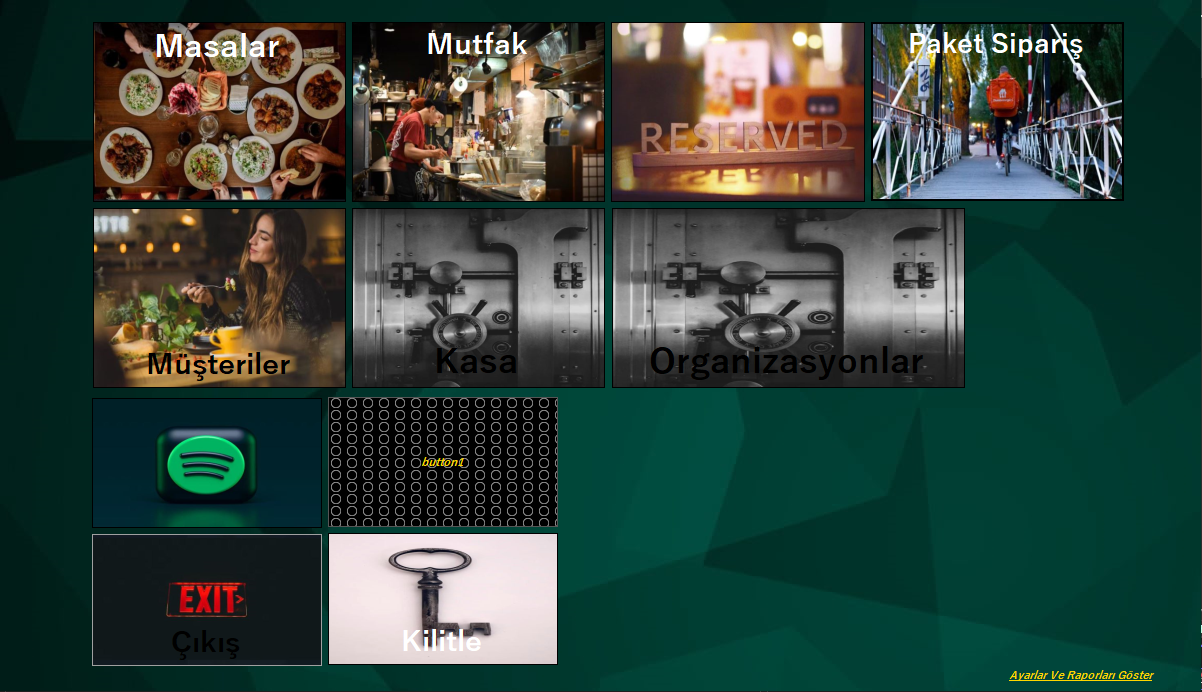 Masalar
Mutfak
RESERVED
Paket Sipariş
Müşteriler
Kasa
Organizasyonlar
button1
EXIT>
Çıkış
Kilitle
Ayarlar Ve Raporları Göster